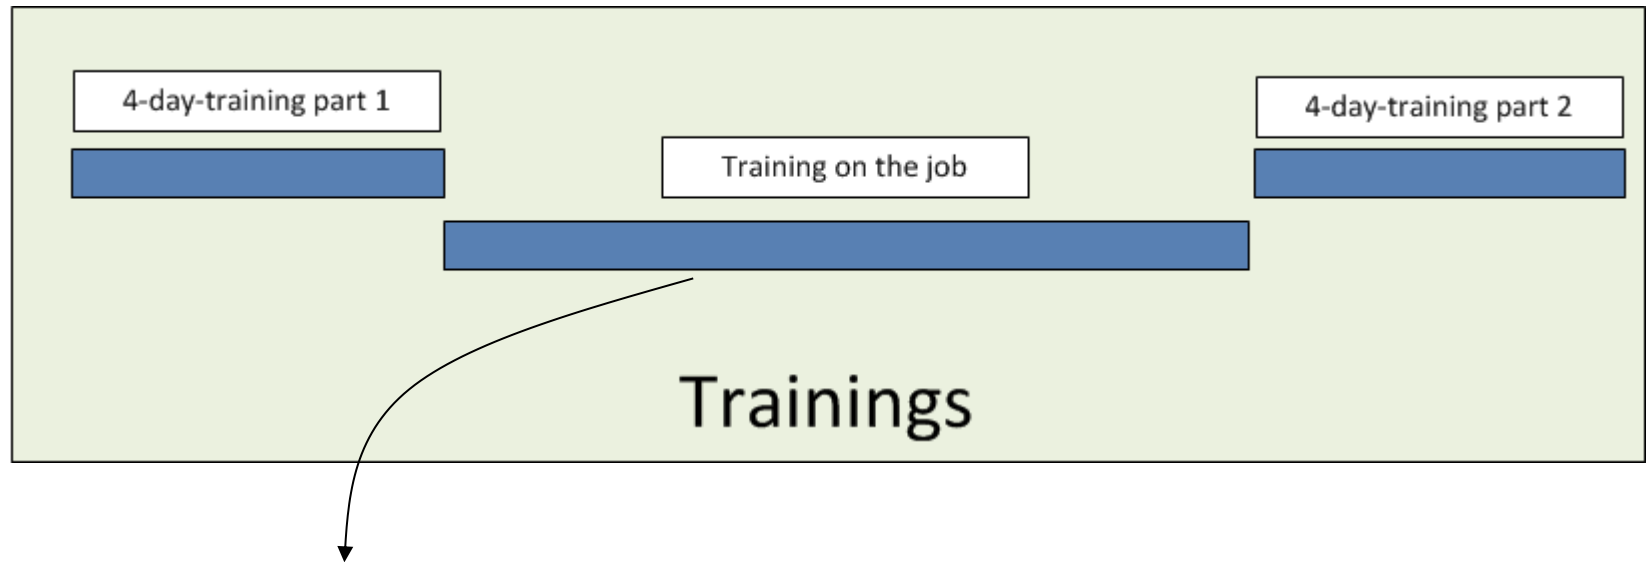 4-day-training part 1
4-day-training part 2
Training on the job
Trainings